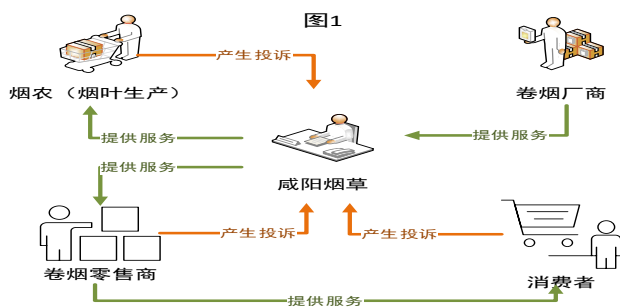 图1
产生投诉
烟农（烟叶生产）
卷烟厂商
提供服务
提供服务
提供服务
咸阳烟草
产生投诉
产生投诉
卷烟零售商
消费者
提供服务